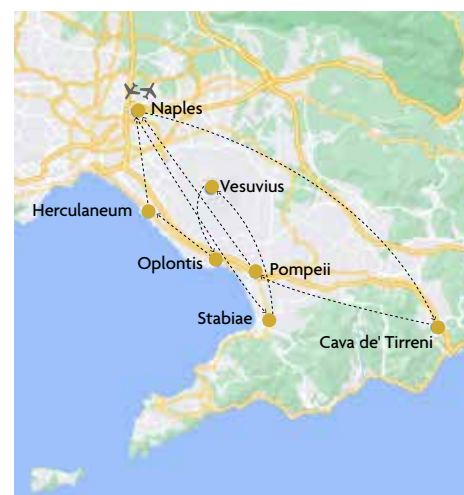 Naples
Vesuvius
Herculaneum
Oplontis
Pompeii
Stabiae
Cava de' Tirreni